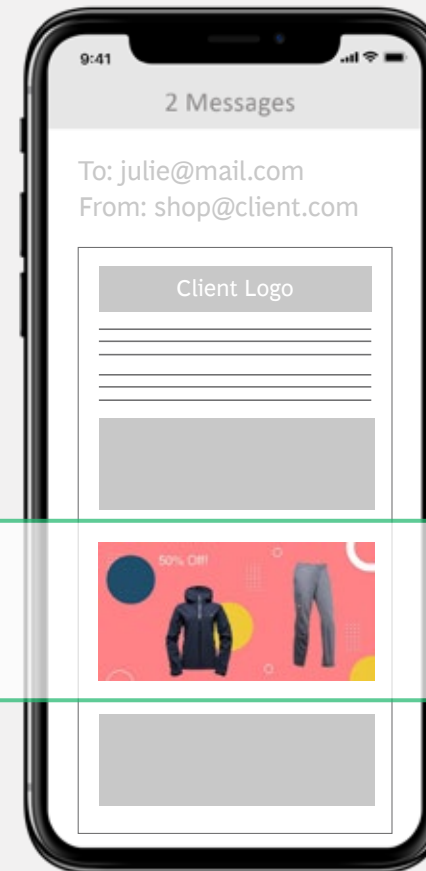 9:41
2 Messages
To: julie@mail.com
From: shop@client.com
Client Logo
50% Off!